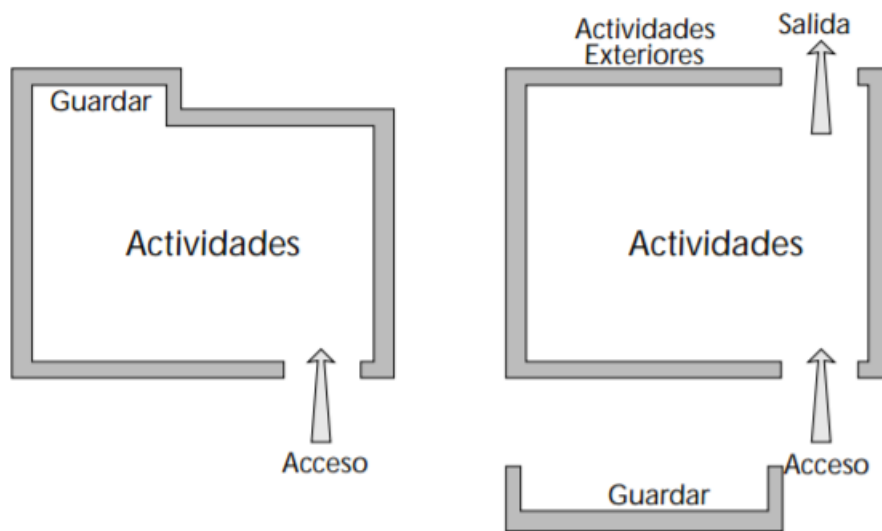 Guardar
Actividades
Acceso
Actividades
Exteriores
Salida
Actividades
Acceso
Guardar